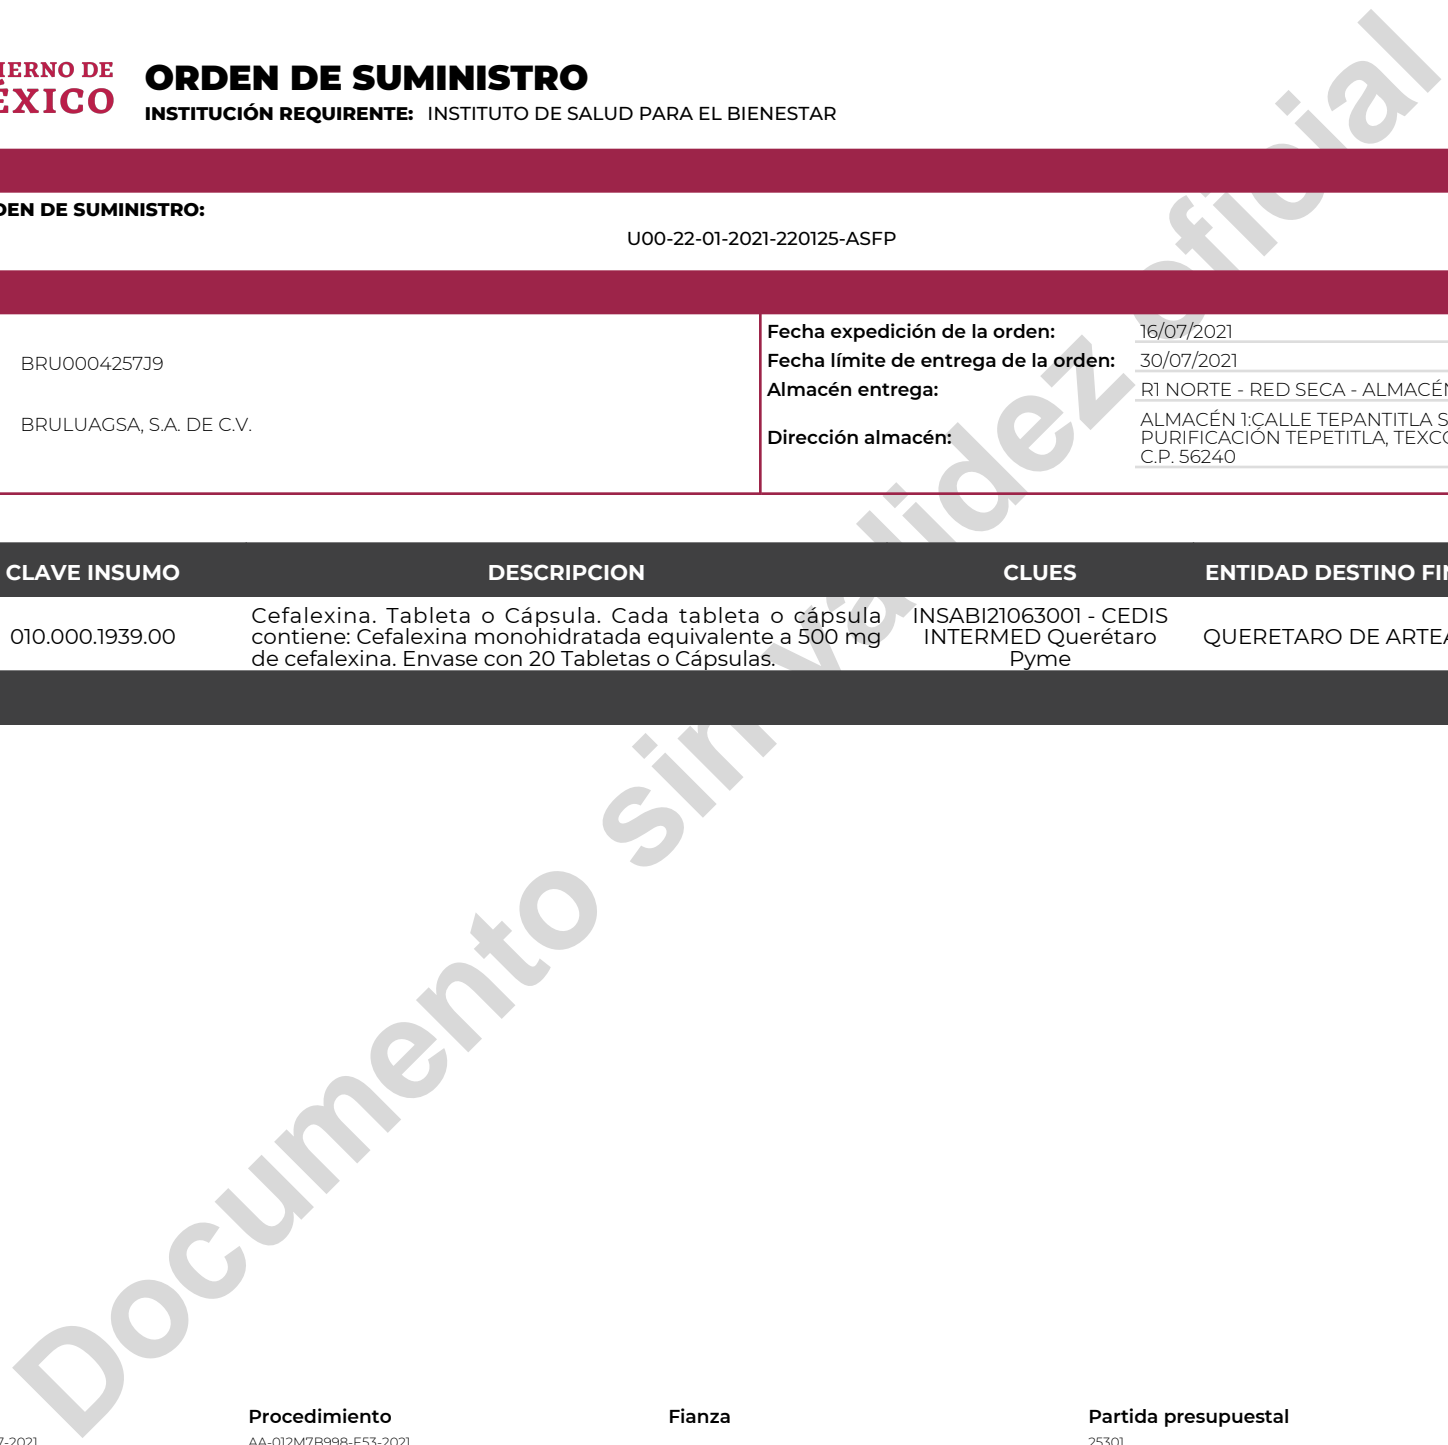 IERNO DE
ÉXICO
ORDEN DE SUMINISTRO
INSTITUCIÓN REQUIRENTE: INSTITUTO DE SALUD PARA EL BIENESTAR
DEN DE SUMINISTRO:
U00-22-01-2021-220125-ASFP
BRU0004257J9
BRULUAGSA, S.A. DE C.V.
Fecha expedición de la orden: 16/07/2021
Fecha límite de entrega de la orden: 30/07/2021
Almacén entrega: R1 NORTE - RED SECA - ALMACÉN
Dirección almacén: ALMACÉN 1:CALLE TEPANTITLA S
PURIFICACIÓN TEPETITLA, TEXCO
C.P. 56240
CLAVE INSUMO DESCRIPCION CLUES ENTIDAD DESTINO FIN
010.000.1939.00
Cefalexina. Tableta o Cápsula. Cada tableta o cápsula
contiene: Cefalexina monohidratada equivalente a 500 mg
de cefalexina. Envase con 20 Tabletas o Cápsulas.
INSABI21063001 - CEDIS
INTERMED Querétaro
Pyme
QUERETARO DE ARTEA
Documento sin validez oficial
Procedimiento Fianza Partida presupuestal
7-2021 AA-012M7B998-E53-2021 25301